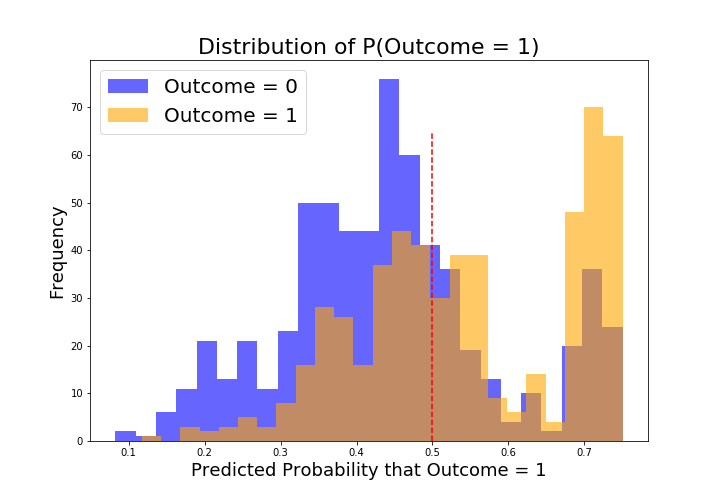 Distribution of P(Outcome = 1)
Outcome = 0
Outcome = 1
Frequency
70
60
50
40
30
20
10
0
0.1 0.2 0.3 0.4 0.5 0.6 0.7
Predicted Probability that Outcome = 1